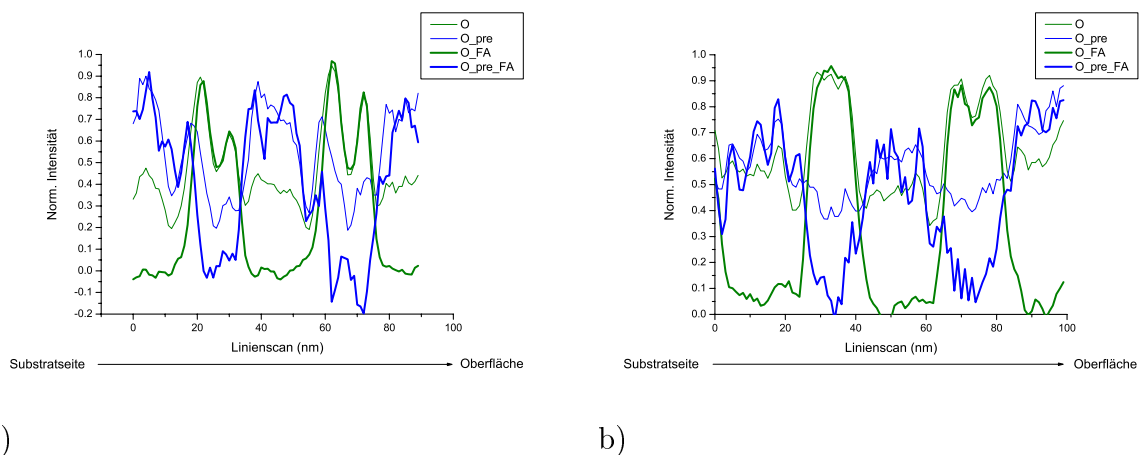 O
O_pre
O_FA
O_pre_FA
1.0
0.9
0.8
0.7
0.6
0.5
0.4
0.3
0.2
0.1
0.0
-0.1
-0.2
Norm. Intensität
0 20 40 60 80 100
Linienscan (nm)
Substratseite Oberfläche
)
O
O_pre
O_FA
O_pre_FA
1.0
0.9
0.8
0.7
0.6
0.5
0.4
0.3
0.2
0.1
0.0
Norm. Intensität
0 20 40 60 80 100
Linienscan (nm)
Substratseite Oberfläche
b)